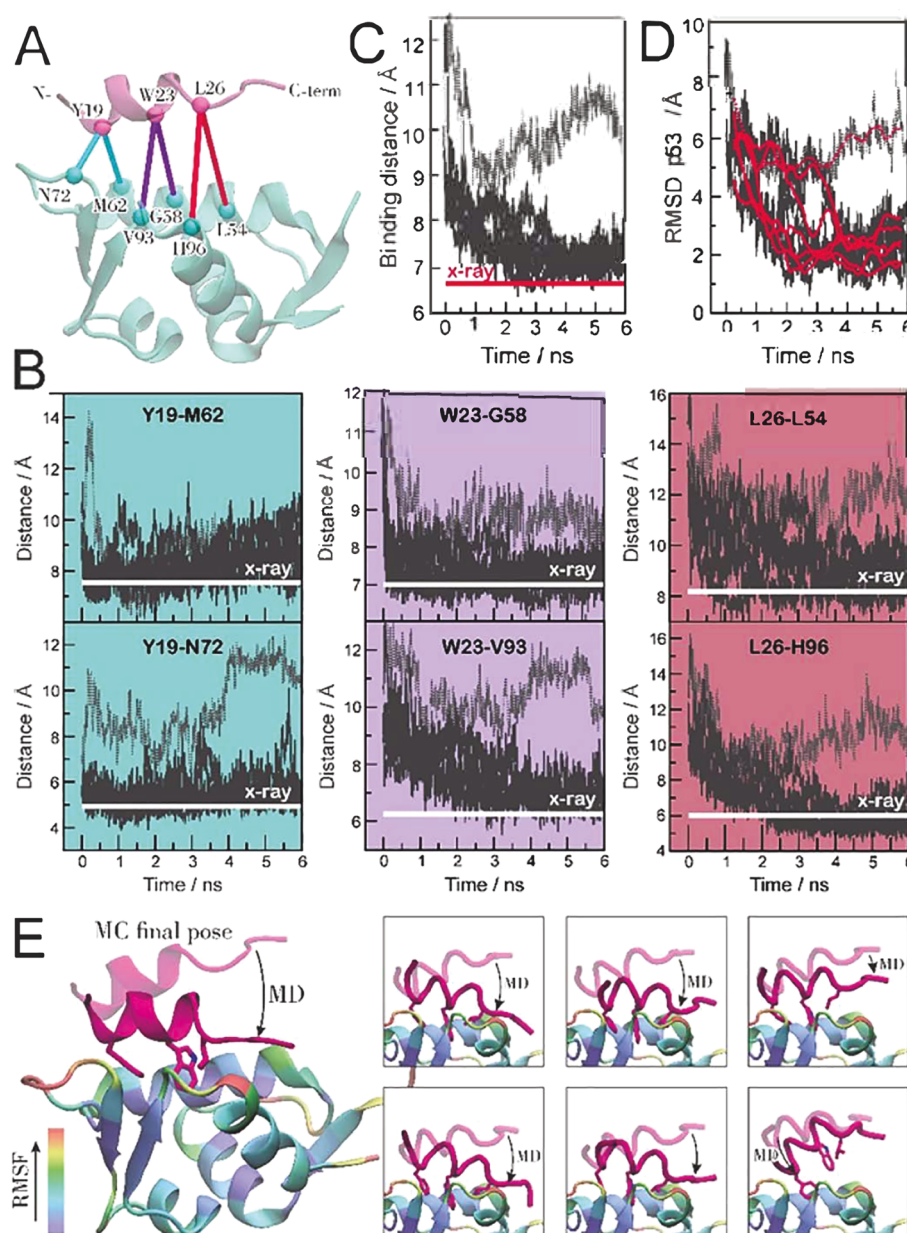 A
N-
Y19
W23
L26
C-term
N72
M62
V93
G58
H96
L54
C
Binding distance / Å
12
11
10
9
8
7
6
x-ray
0 1 2 3 4 5 6
Time / ns
D
RMSD p53 / Å
10
8
6
4
2
0
0 1 2 3 4 5 6
Time / ns
B
Y19-M62
Distance / Å
14
12
10
8
x-ray
W23-G58
Distance / Å
12
11
9
8
7
x-ray
L26-L54
Distance / Å
16
14
12
10
8
x-ray
Y19-N72
Distance / Å
10
8
6
4
x-ray
0 1 2 3 4 5 6
Time / ns
W23-V93
Distance / Å
12
10
8
6
x-ray
0 1 2 3 4 5 6
Time / ns
L26-H96
Distance / Å
16
14
12
10
8
6
4
x-ray
0 1 2 3 4 5 6
Time / ns
E
MC final pose
MD
RMSF
MD
MD
MD
MD
MD
MD